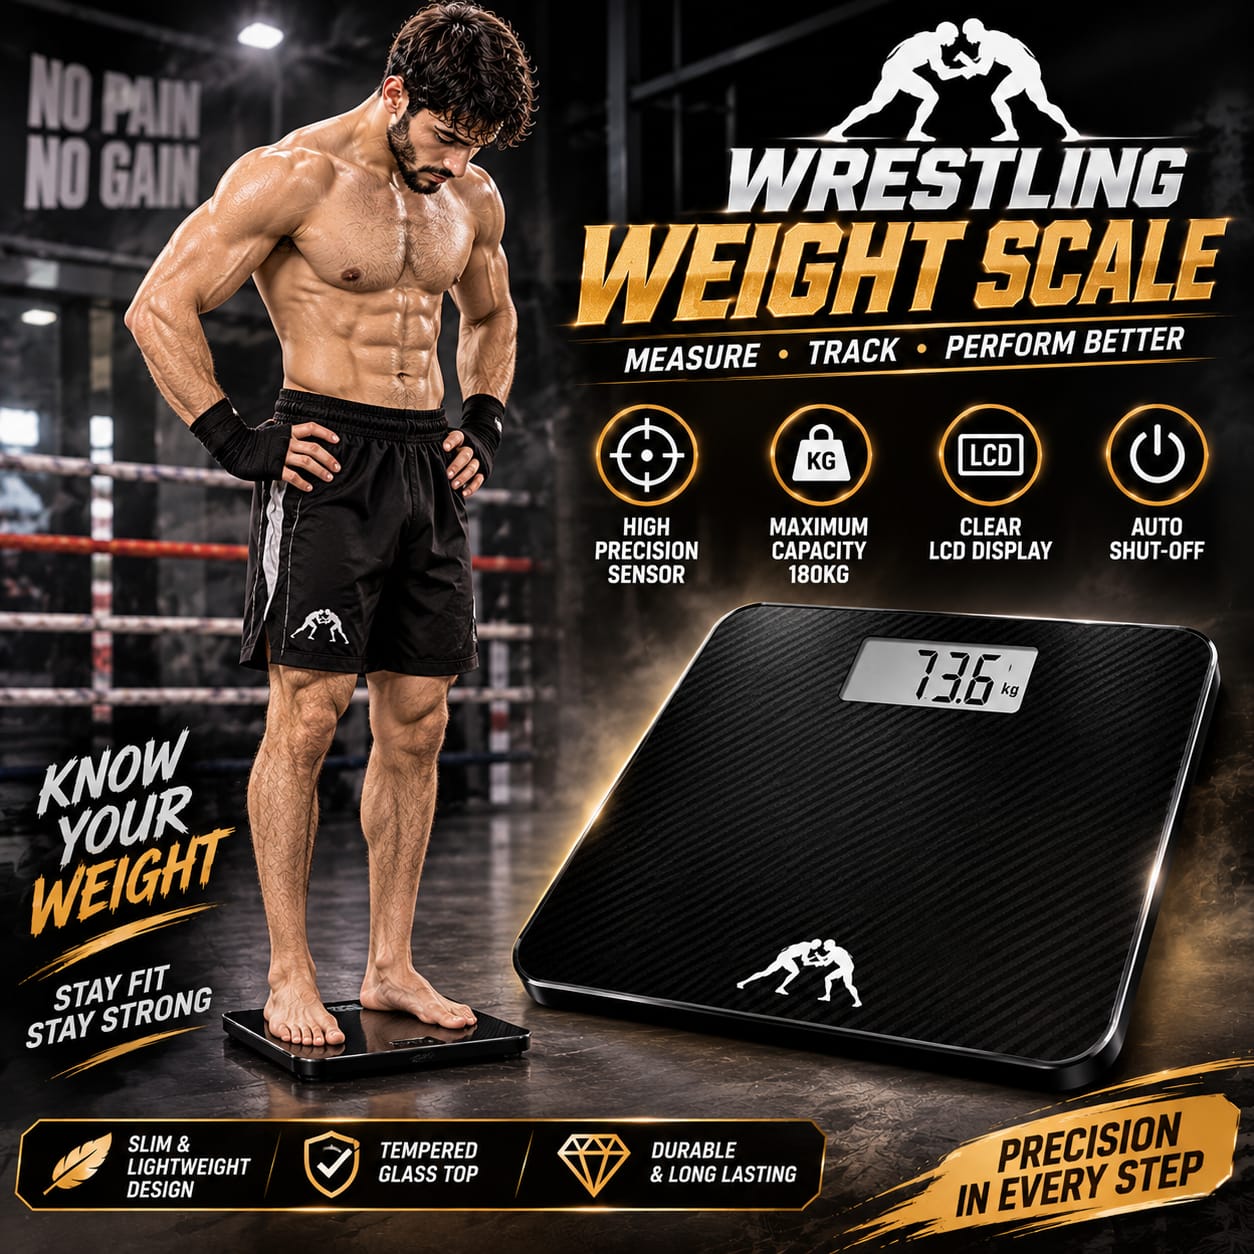 NO PAIN
NO GAIN
WRESTLING
WEIGHT SCALE
MEASURE • TRACK • PERFORM BETTER
HIGH
PRECISION
SENSOR
KG
MAXIMUM
CAPACITY
180KG
LCD
CLEAR
LCD DISPLAY
AUTO
SHUT-OFF
73.6 kg
KNOW
YOUR
WEIGHT
STAY FIT
STAY STRONG
SLIM &
LIGHTWEIGHT
DESIGN
TEMPERED
GLASS TOP
DURABLE
& LONG LASTING
PRECISION
IN EVERY STEP